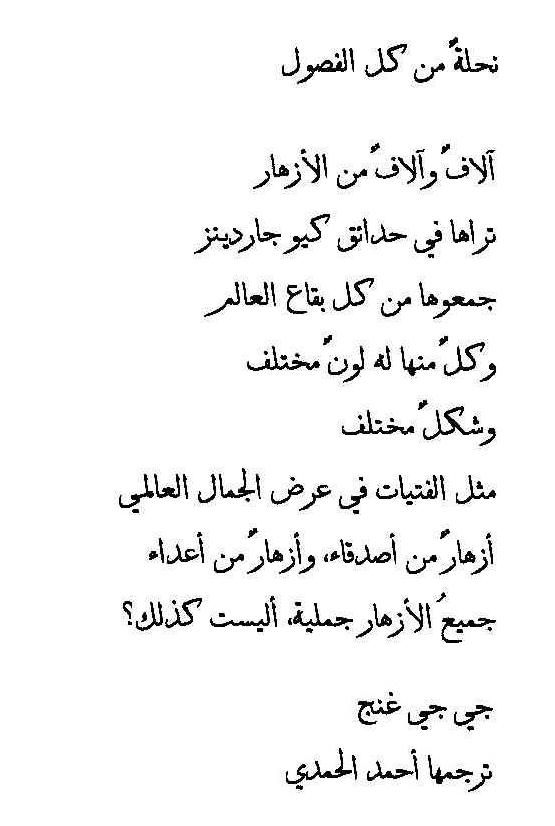 نحلةٌ من كل الفصول
آلافٌ وآلافٌ من الأزهار
تراها في حدائق كيو جاردينز
جمعوها من كل بقاع العالم
وكلٌ منها له لونٌ مختلف
وشكلٌ مختلف
مثل الفتيات في عرض الجمال العالمي
أزهارٌ من أصدقاء، وأزهارٌ من أعداء
جميعُ الأزهار جملية، أليست كذلك؟
جي جي غنج
ترجمها أحمد الحمدي